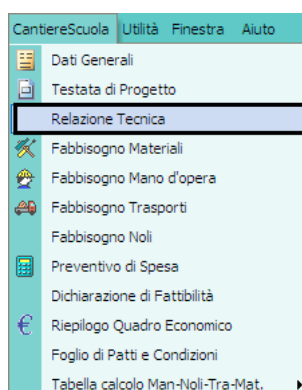 CantiereScuola Utilità Finestra Aiuto
Dati Generali
Testata di Progetto
Relazione Tecnica
Fabbisogno Materiali
Fabbisogno Mano d'opera
Fabbisogno Trasporti
Fabbisogno Noli
Preventivo di Spesa
Dichiarazione di Fattibilità
Riepilogo Quadro Economico
Foglio di Patti e Condizioni
Tabella calcolo Man-Noli-Tra-Mat.